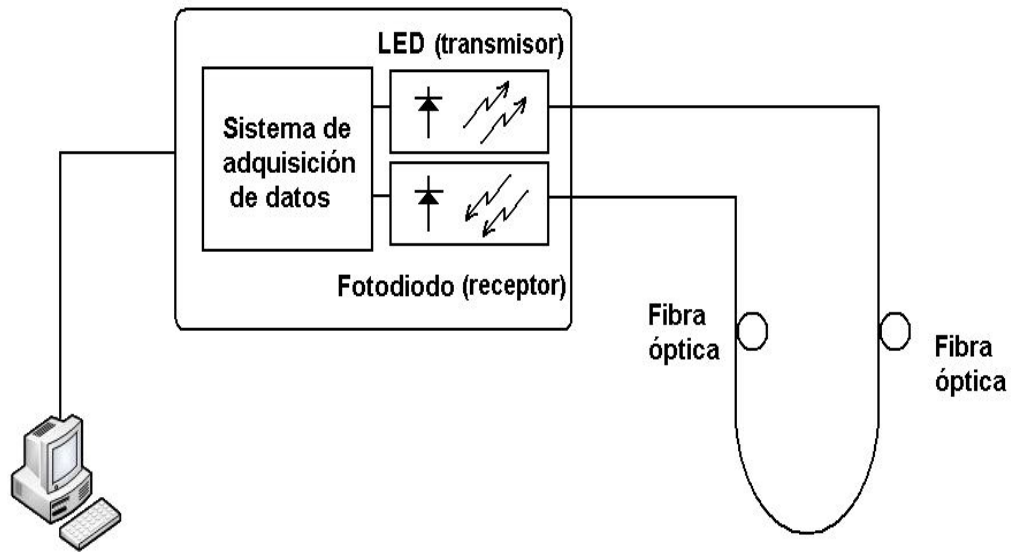 LED (transmisor)
Sistema de
adquisición
de datos
Fotodiodo (receptor)
Fibra
óptica
Fibra
óptica